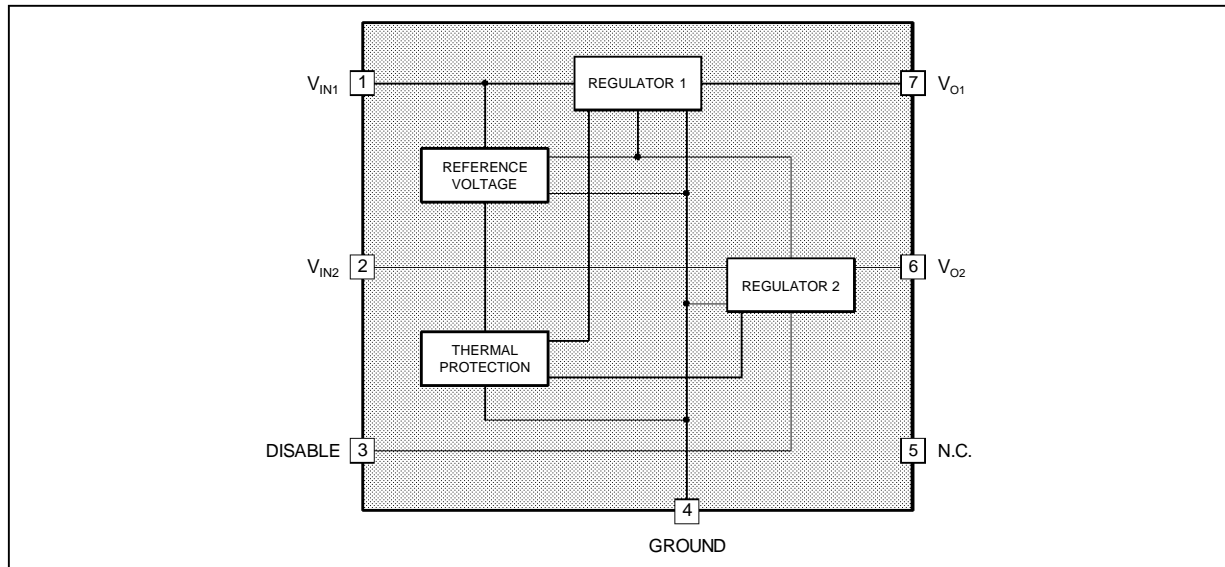 V_IN1
1
REGULATOR 1
7
V_O1
REFERENCE
VOLTAGE
V_IN2
2
REGULATOR 2
6
V_O2
THERMAL
PROTECTION
DISABLE
3
5
N.C.
4
GROUND